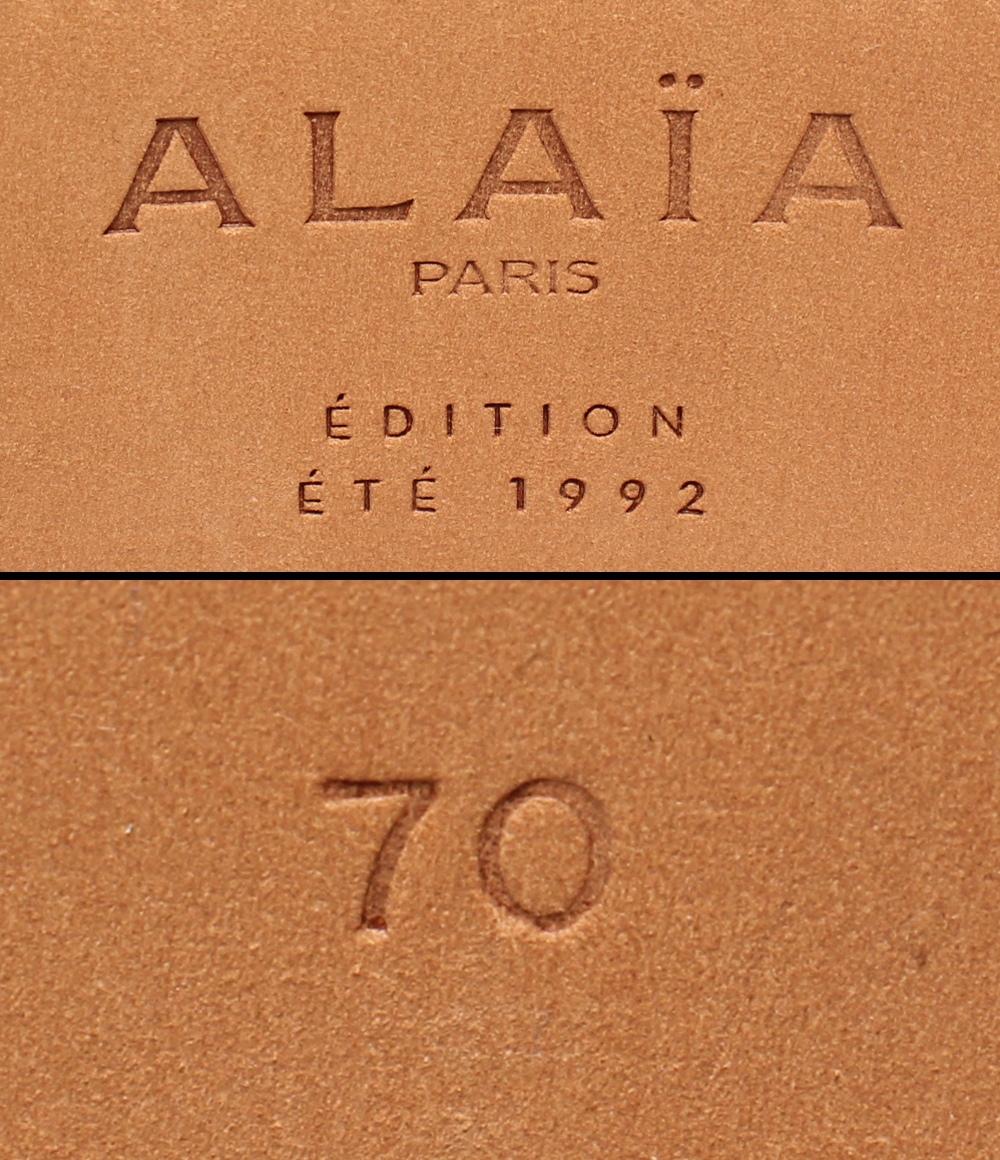 ALAÏA
PARIS
ÉDITION
ÉTÉ 1992
70